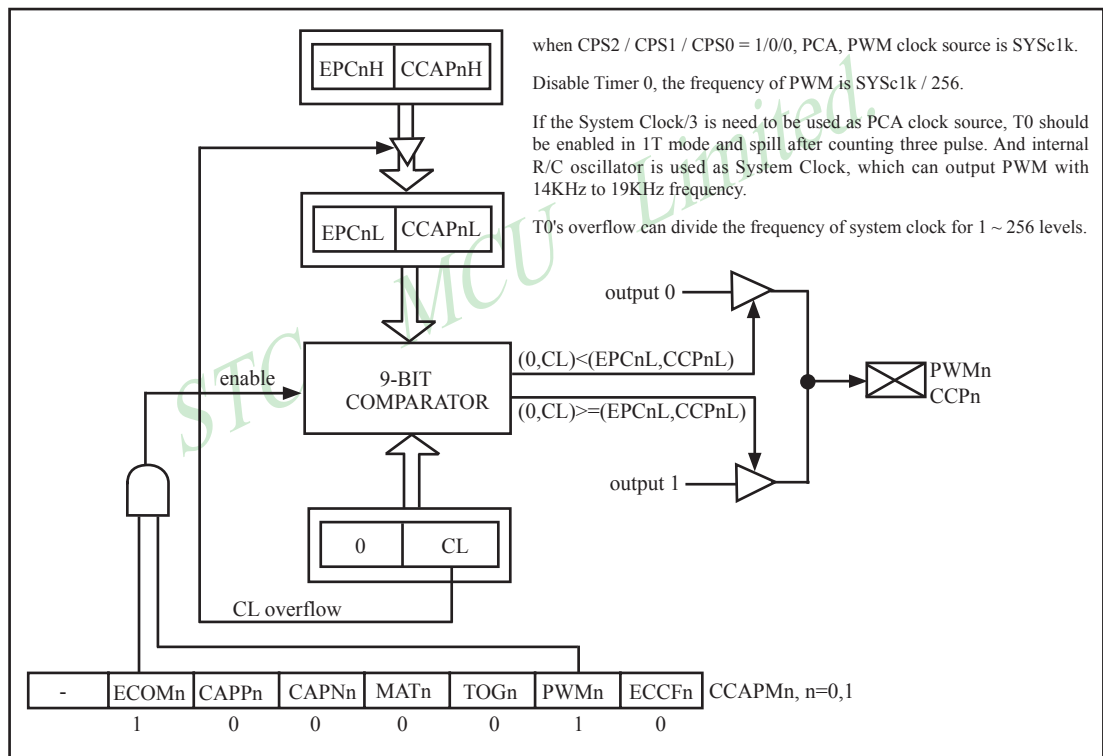 when CPS2 / CPS1 / CPS0 = 1/0/0, PCA, PWM clock source is SYSc1k.
Disable Timer 0, the frequency of PWM is SYSc1k / 256.
If the System Clock/3 is need to be used as PCA clock source, T0 should
be enabled in 1T mode and spill after counting three pulse. And internal
R/C oscillator is used as System Clock, which can output PWM with
14KHz to 19KHz frequency.
T0's overflow can divide the frequency of system clock for 1 ~ 256 levels.
EPCnH CCAPnH
EPCnL CCAPnL
STC MCU Limited.
output 0
(0,CL)<(EPCnL,CCPnL)
enable
9-BIT
COMPARATOR
(0,CL)>=(EPCnL,CCPnL)
PWMn
CCPn
output 1
0 CL
CL overflow
- ECOMn CAPPn CAPNn MATn TOGn PWMn ECCFn CCAPMn, n=0,1
1 0 0 0 0 1 0